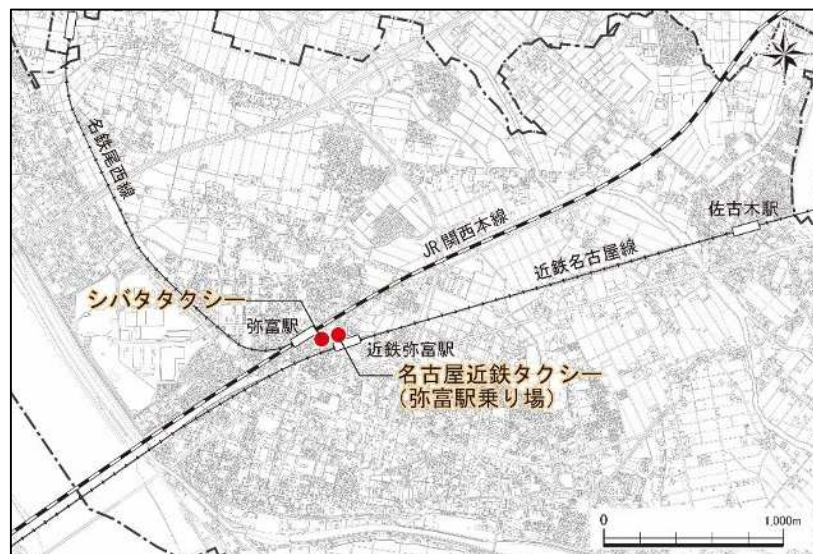 名鉄尾西線
佐古木駅
JR関西本線
近鉄名古屋線
シバタタクシー
弥富駅
近鉄弥富駅
名古屋近鉄タクシー
(弥富駅乗り場)
0
1,000m